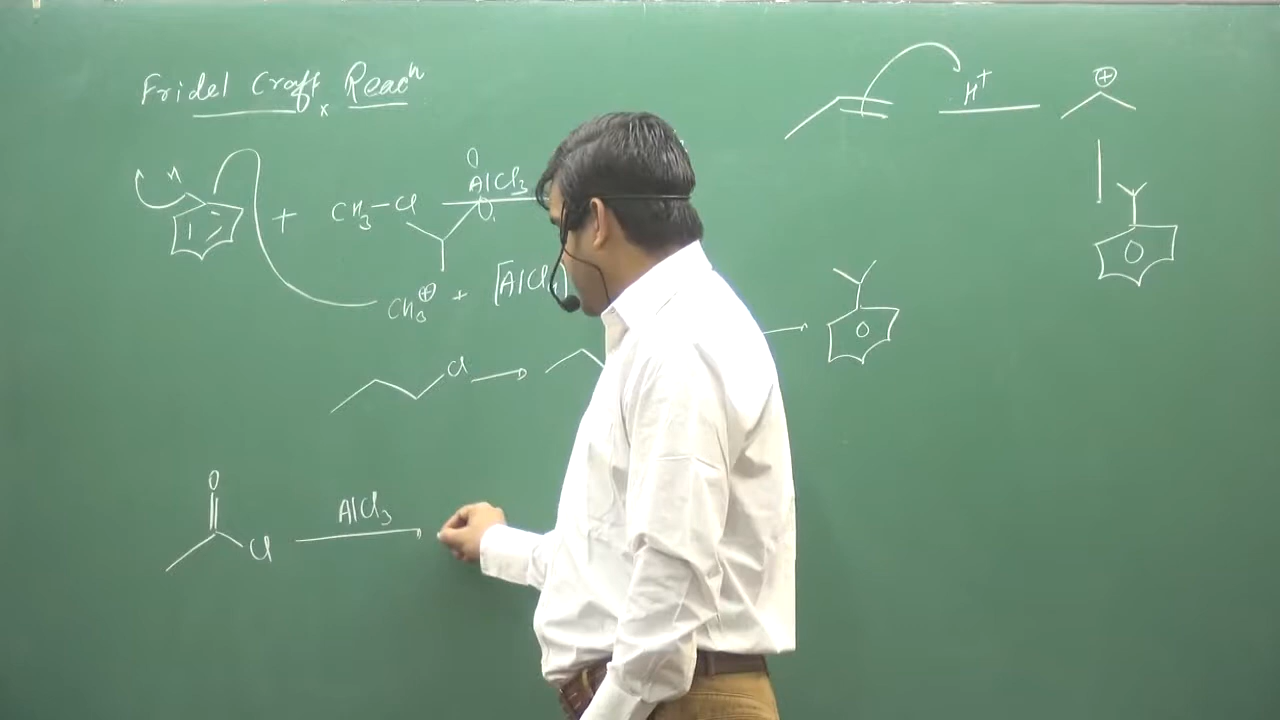 Fridel Craft Reacⁿ
H⁺
⊕
H
+ CH₃-Cl AlCl₃
CH₃⊕ + [AlCl₄]
Cl
O
Cl AlCl₃